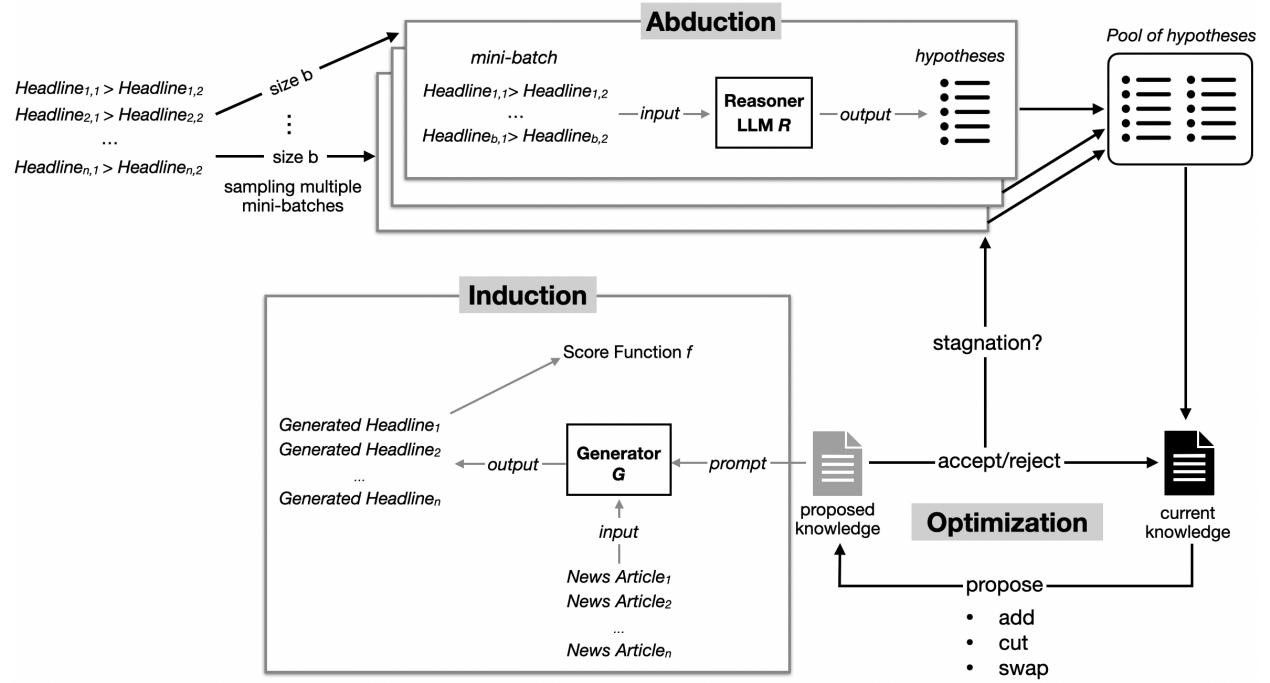 Abduction
Pool of hypotheses
mini-batch
hypotheses
Headline1,1 > Headline1,2
Headline2,1 > Headline2,2
...
Headlinen,1 > Headlinen,2
size b
⋮
size b
sampling multiple
mini-batches
Headline1,1> Headline1,2
...
Headlineb,1> Headlineb,2
input
Reasoner
LLM R
output
Induction
stagnation?
Score Function f
Generated Headline1
Generated Headline2
...
Generated Headlinen
output
Generator
G
prompt
input
News Article1
News Article2
...
News Articlen
proposed
knowledge
accept/reject
Optimization
current
knowledge
propose
• add
• cut
• swap